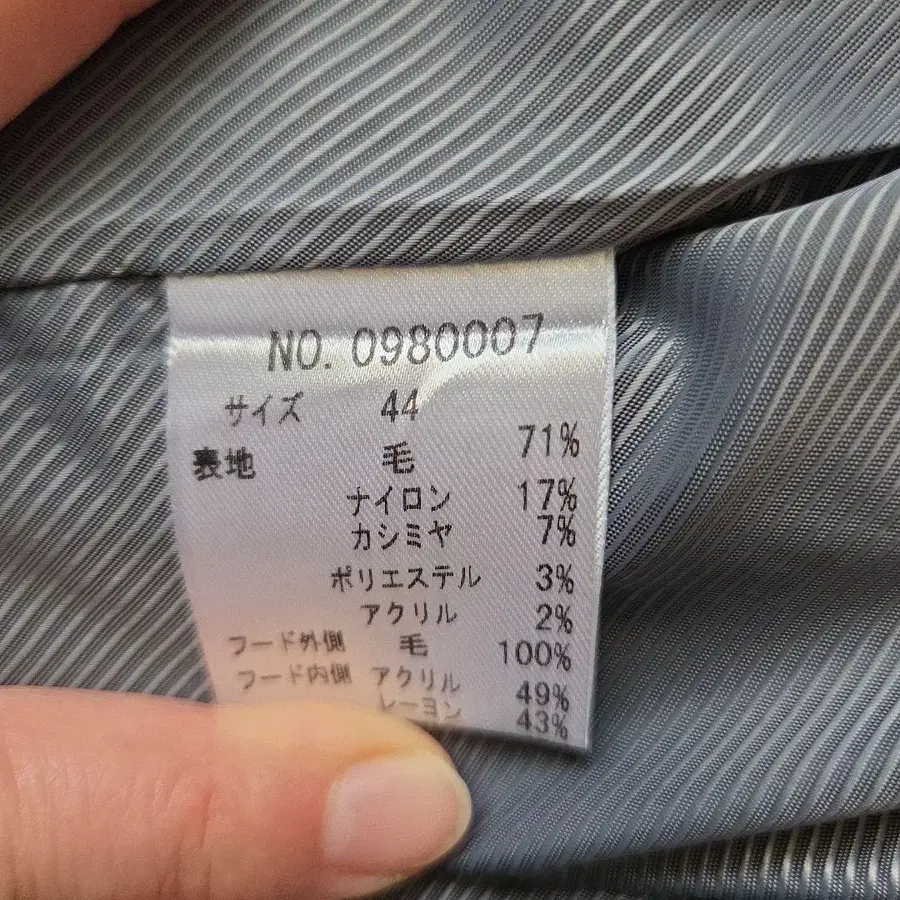 NO. 0980007
サイズ 44
表地 毛 71%
ナイロン 17%
カシミヤ 7%
ポリエステル 3%
アクリル 2%
フード外側 毛 100%
フード内側 アクリル 49%
レーヨン 43%